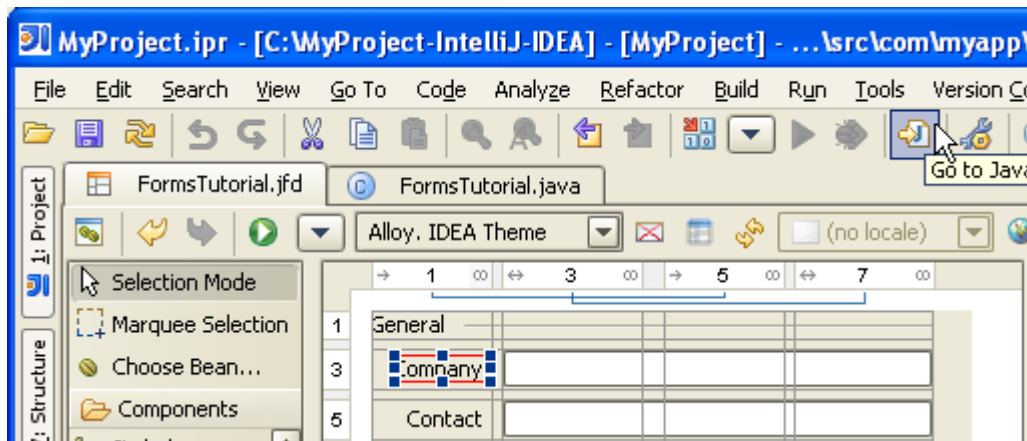 MyProject.ipr - [C:\MyProject-IntelliJ-IDEA] - [MyProject] - ...\src\com\myapp\
File Edit Search View Go To Code Analyze Refactor Build Run Tools Version Co
Go to Java
1: Project
FormsTutorial.jfd FormsTutorial.java
Alloy. IDEA Theme (no locale)
Selection Mode
1 3 5 7
Marquee Selection
1 General
Choose Bean...
3 Company
7: Structure
Components
5 Contact